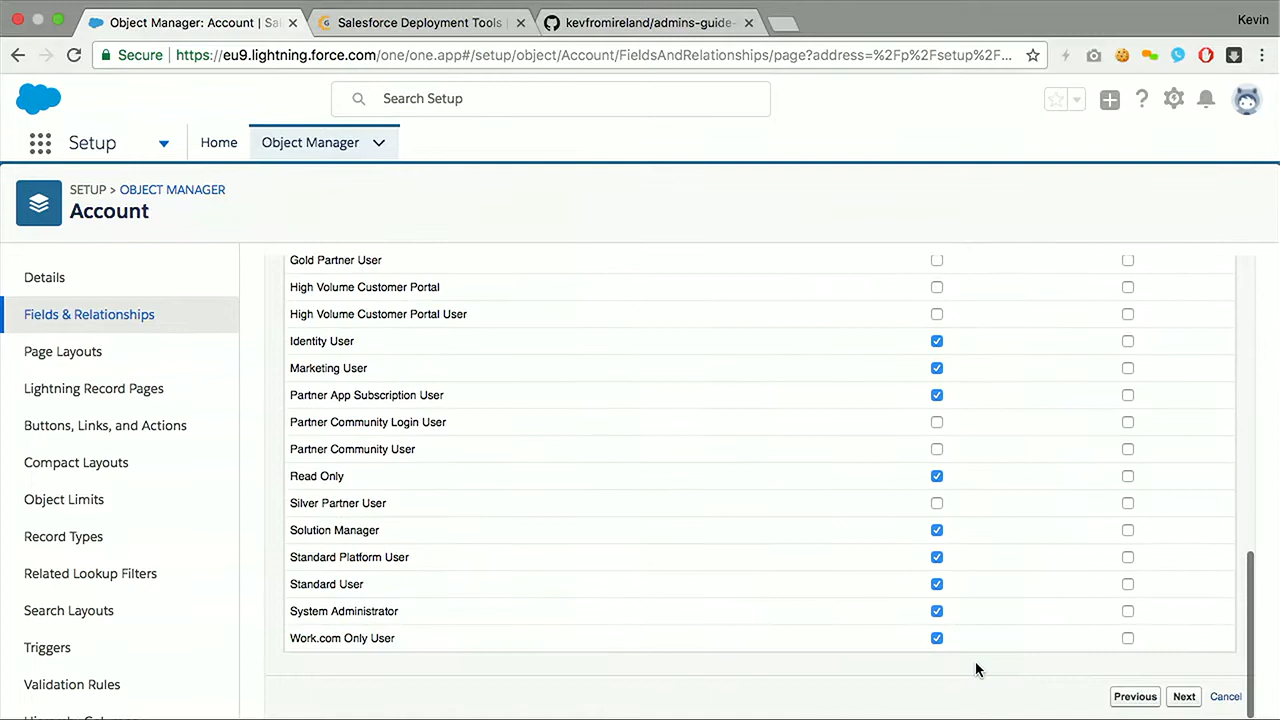 Object Manager: Account | Sa
Salesforce Deployment Tools |
kevfromireland/admins-guide-
Kevin
Secure | https://eu9.lightning.force.com/one/one.app#/setup/object/Account/FieldsAndRelationships/page?address=%2Fp%2Fsetup%2F...
Search Setup
Setup
Home
Object Manager
SETUP > OBJECT MANAGER
Account
Details
Fields & Relationships
Page Layouts
Lightning Record Pages
Buttons, Links, and Actions
Compact Layouts
Object Limits
Record Types
Related Lookup Filters
Search Layouts
Triggers
Validation Rules
Gold Partner User
High Volume Customer Portal
High Volume Customer Portal User
Identity User
Marketing User
Partner App Subscription User
Partner Community Login User
Partner Community User
Read Only
Silver Partner User
Solution Manager
Standard Platform User
Standard User
System Administrator
Work.com Only User
Previous
Next
Cancel